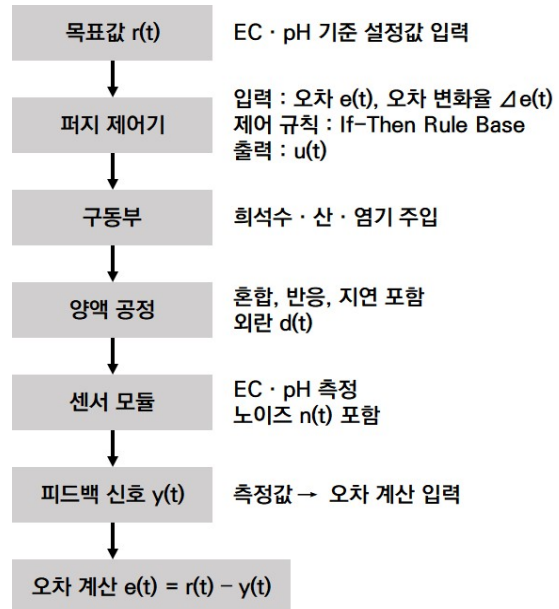 목표값 r(t)
EC · pH 기준 설정값 입력
퍼지 제어기
입력 : 오차 e(t), 오차 변화율 ⊿e(t)
제어 규칙 : If-Then Rule Base
출력 : u(t)
구동부
희석수 · 산 · 염기 주입
양액 공정
혼합, 반응, 지연 포함
외란 d(t)
센서 모듈
EC · pH 측정
노이즈 n(t) 포함
피드백 신호 y(t)
측정값→ 오차 계산 입력
오차 계산 e(t) = r(t) – y(t)